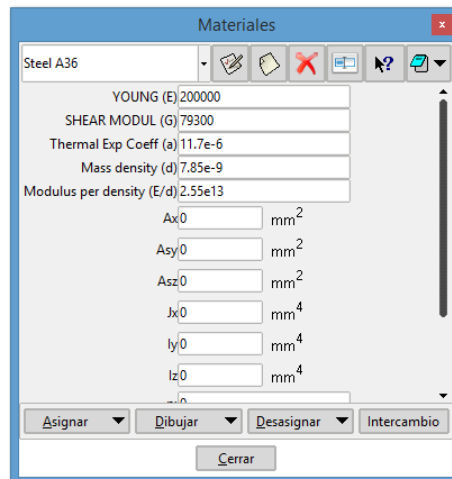 Materiales
x
Steel A36
YOUNG (E) 200000
SHEAR MODUL (G) 79300
Thermal Exp Coeff (a) 11.7e-6
Mass density (d) 7.85e-9
Modulus per density (E/d) 2.55e13
Ax 0 mm2
Asy 0 mm2
Asz 0 mm2
Jx 0 mm4
Iy 0 mm4
Iz 0 mm4
Asignar Dibujar Desasignar Intercambio
Cerrar